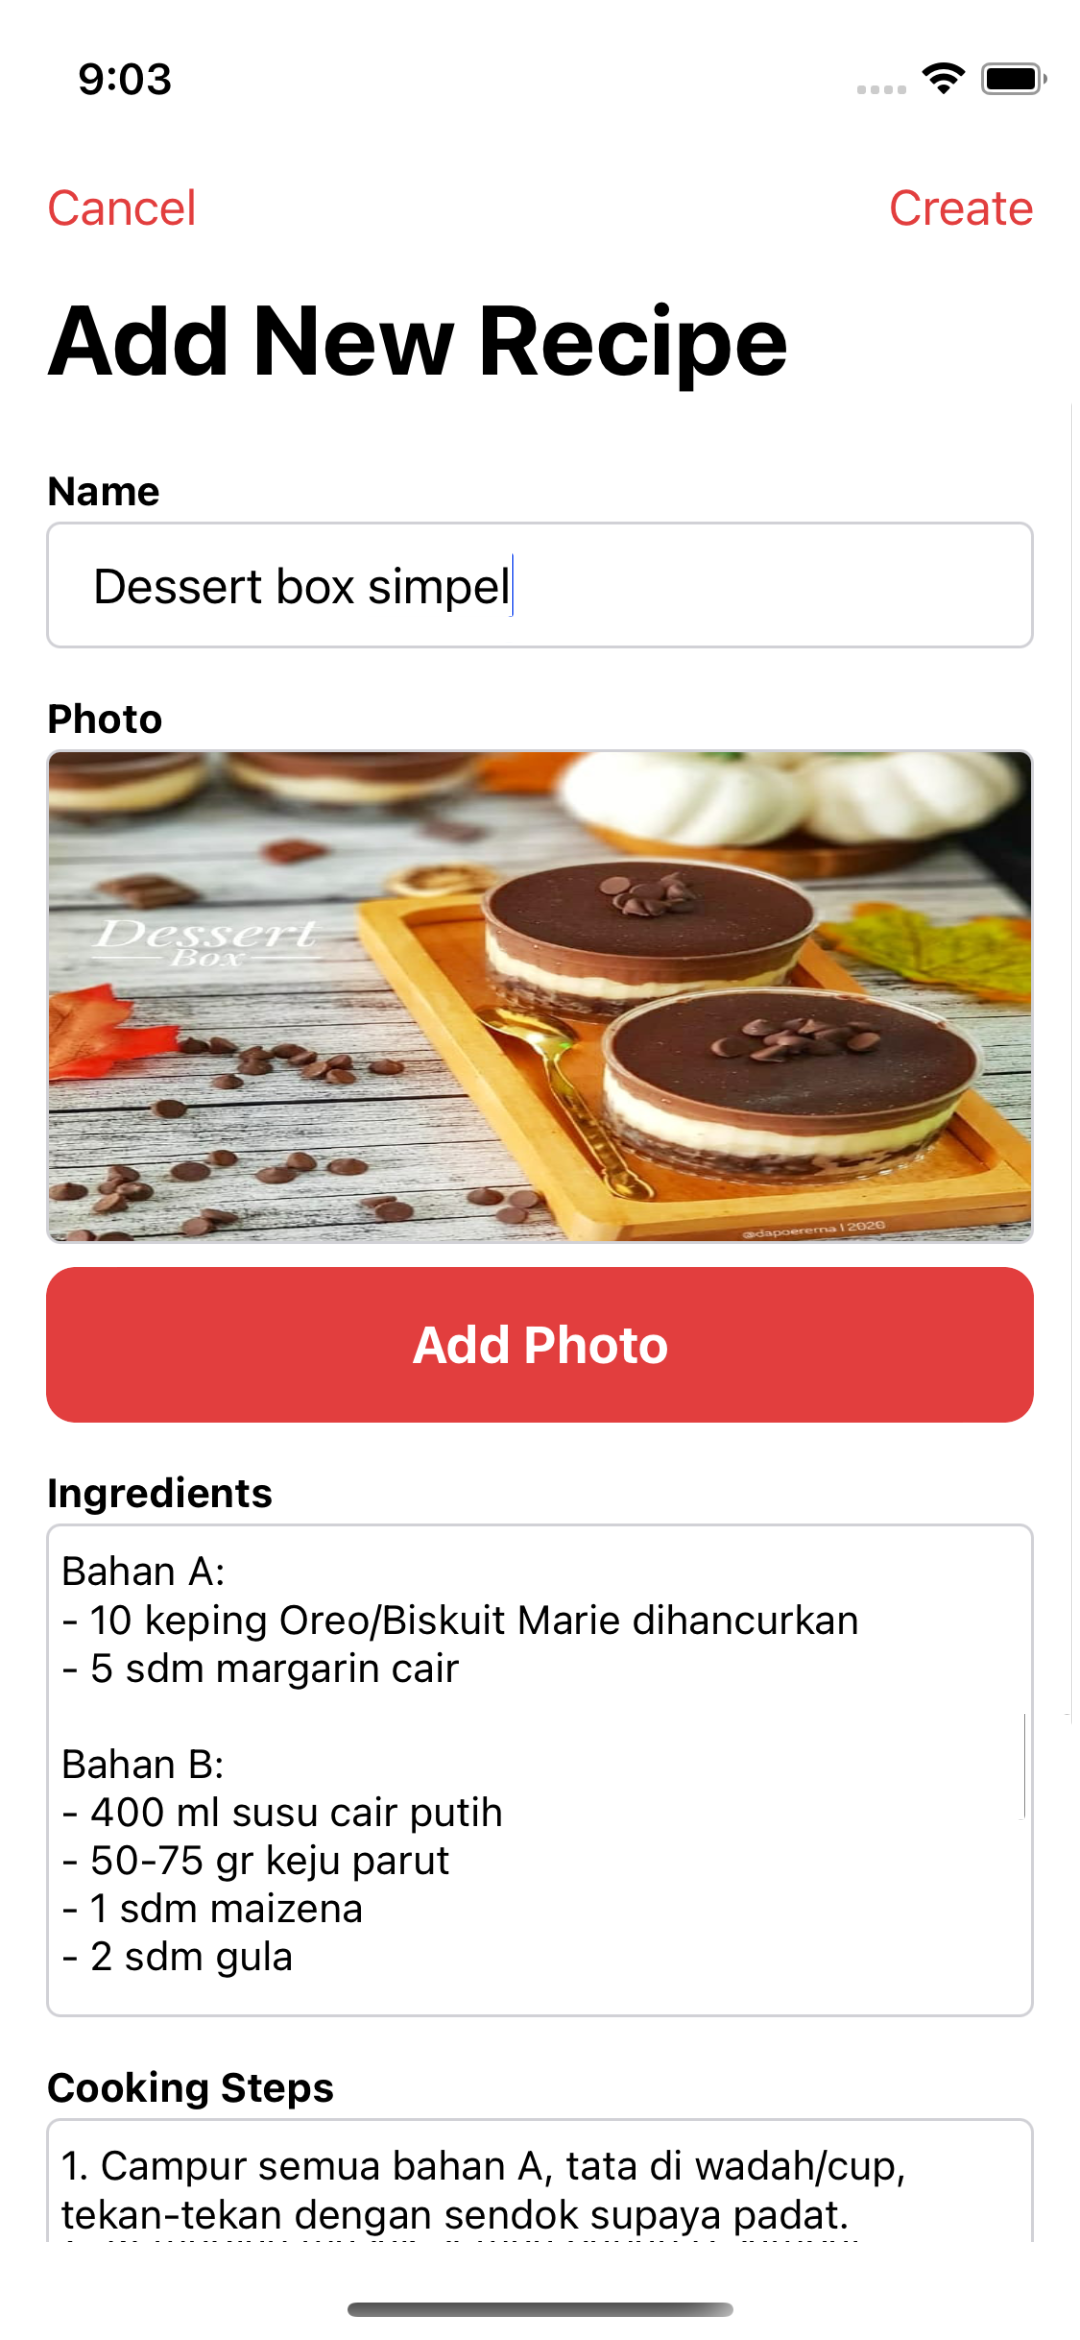 9:03
Cancel
Create
Add New Recipe
Name
Dessert box simpel
Photo
Dessert
Box
@dapoererna | 2020
Add Photo
Ingredients
Bahan A:
- 10 keping Oreo/Biskuit Marie dihancurkan
- 5 sdm margarin cair
Bahan B:
- 400 ml susu cair putih
- 50-75 gr keju parut
- 1 sdm maizena
- 2 sdm gula
Cooking Steps
1. Campur semua bahan A, tata di wadah/cup,
tekan-tekan dengan sendok supaya padat.